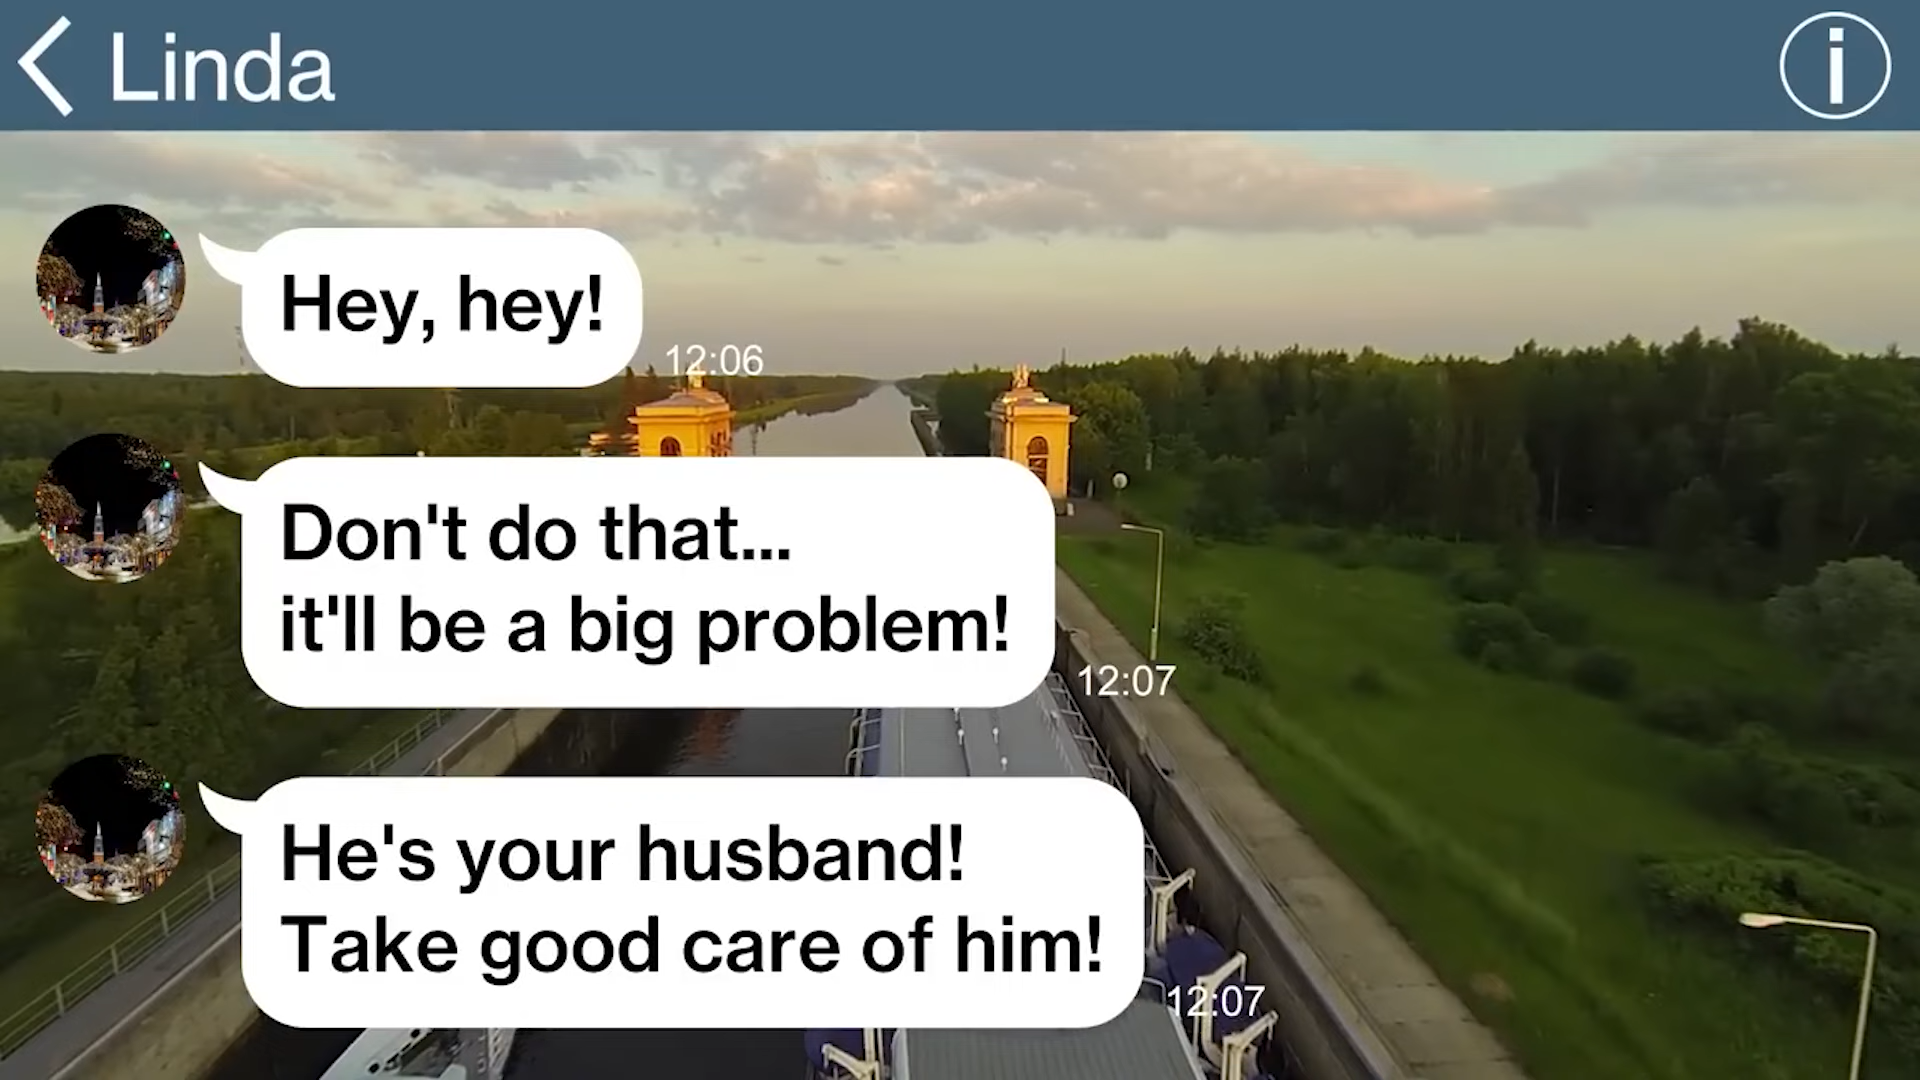 Linda
Hey, hey!
12:06
Don't do that...
it'll be a big problem!
12:07
He's your husband!
Take good care of him!
12:07